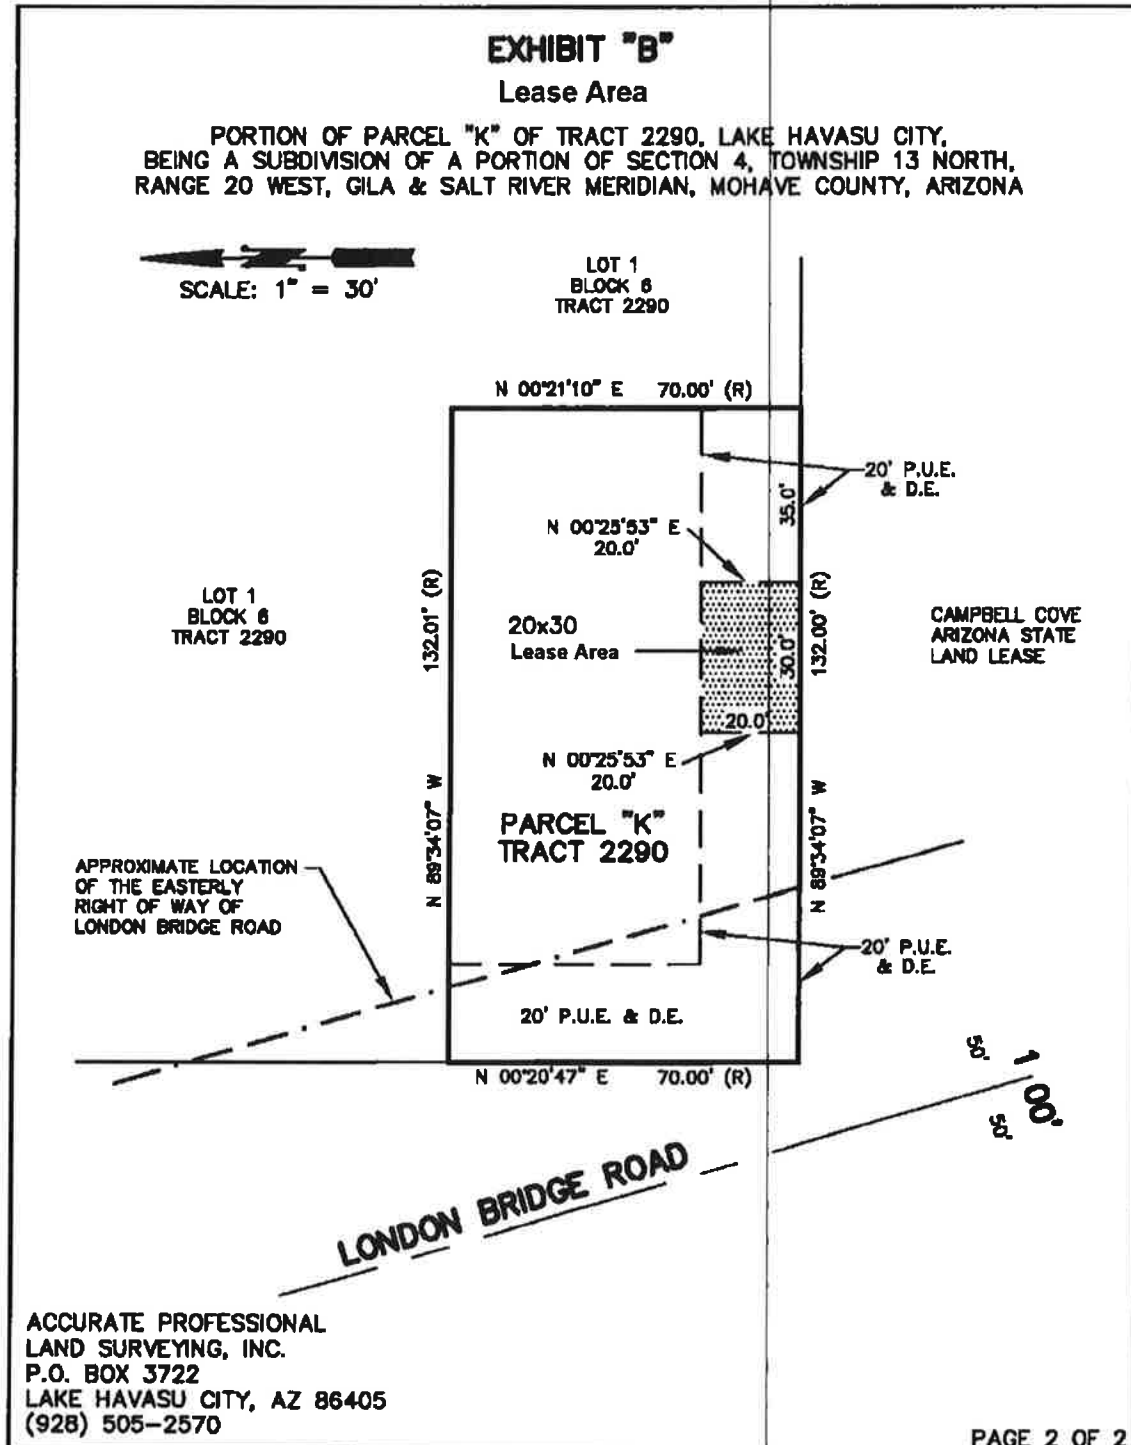 EXHIBIT "B"
Lease Area
PORTION OF PARCEL "K" OF TRACT 2290, LAKE HAVASU CITY,
BEING A SUBDIVISION OF A PORTION OF SECTION 4, TOWNSHIP 13 NORTH,
RANGE 20 WEST, GILA & SALT RIVER MERIDIAN, MOHAVE COUNTY, ARIZONA
SCALE: 1" = 30'
LOT 1
BLOCK 6
TRACT 2290
N 00°21'10" E 70.00' (R)
20' P.U.E.
& D.E.
35.0'
N 00°25'53" E
20.0'
LOT 1
BLOCK 6
TRACT 2290
132.01' (R)
N 89°34'07" W
20x30
Lease Area
30.0'
132.00' (R)
N 89°34'07" W
CAMPBELL COVE
ARIZONA STATE
LAND LEASE
20.0'
N 00°25'53" E
20.0'
PARCEL "K"
TRACT 2290
APPROXIMATE LOCATION
OF THE EASTERLY
RIGHT OF WAY OF
LONDON BRIDGE ROAD
20' P.U.E.
& D.E.
20' P.U.E. & D.E.
N 00°20'47" E 70.00' (R)
50'
100'
50'
LONDON BRIDGE ROAD
ACCURATE PROFESSIONAL
LAND SURVEYING, INC.
P.O. BOX 3722
LAKE HAVASU CITY, AZ 86405
(928) 505-2570
PAGE 2 OF 2